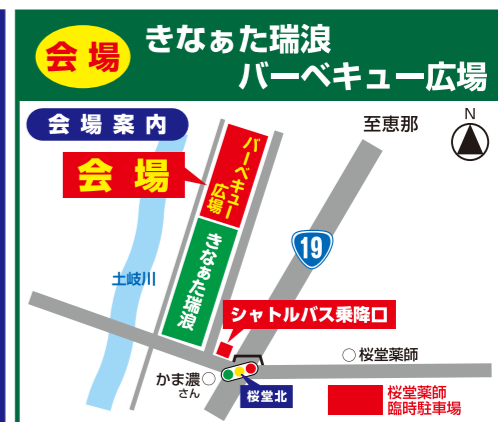 会場
きなぁた瑞浪
バーベキュー広場
会場案内
会場
バーベキュー
広場
きなぁた瑞浪
至恵那
N
19
土岐川
シャトルバス乗降口
かま濃
さん
桜堂北
桜堂薬師
桜堂薬師
臨時駐車場